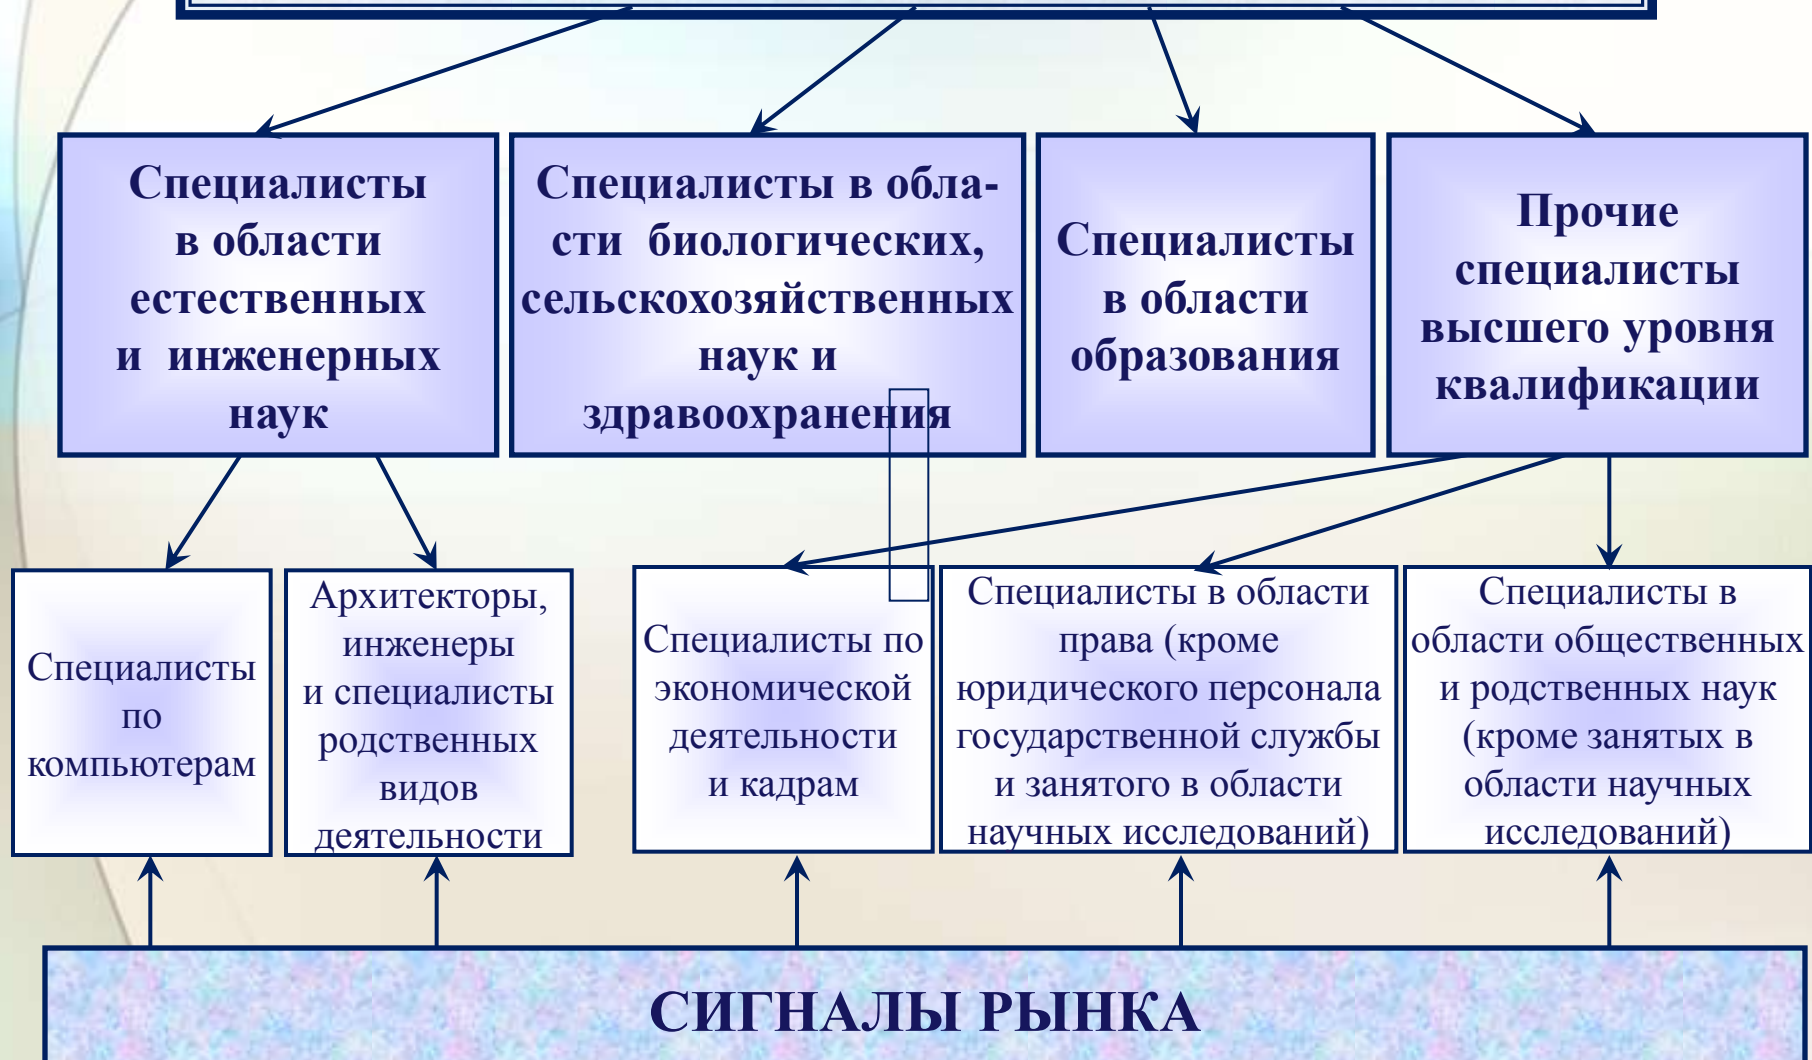 Специалисты
в области
естественных
и инженерных
наук
Специалисты в обла-
сти биологических,
сельскохозяйственных
наук и
здравоохранения
Специалисты
в области
образования
Прочие
специалисты
высшего уровня
квалификации
Специалисты
по
компьютерам
Архитекторы,
инженеры
и специалисты
родственных
видов
деятельности
Специалисты по
экономической
деятельности
и кадрам
Специалисты в области
права (кроме
юридического персонала
государственной службы
и занятого в области
научных исследований)
Специалисты в
области общественных
и родственных наук
(кроме занятых в
области научных
исследований)
СИГНАЛЫ РЫНКА